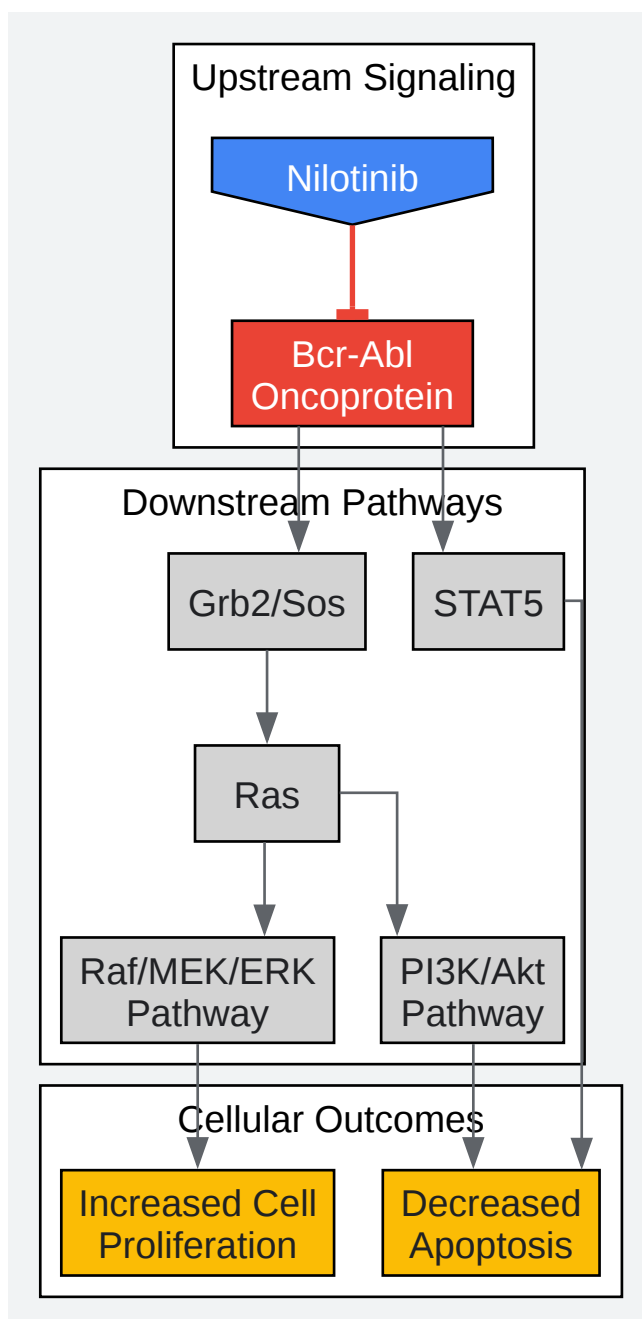 Upstream Signaling
Nilotinib
Bcr-Abl
Oncoprotein
Downstream Pathways
Grb2/Sos
STAT5
Ras
Raf/MEK/ERK
Pathway
PI3K/Akt
Pathway
Cellular Outcomes
Increased Cell
Proliferation
Decreased
Apoptosis